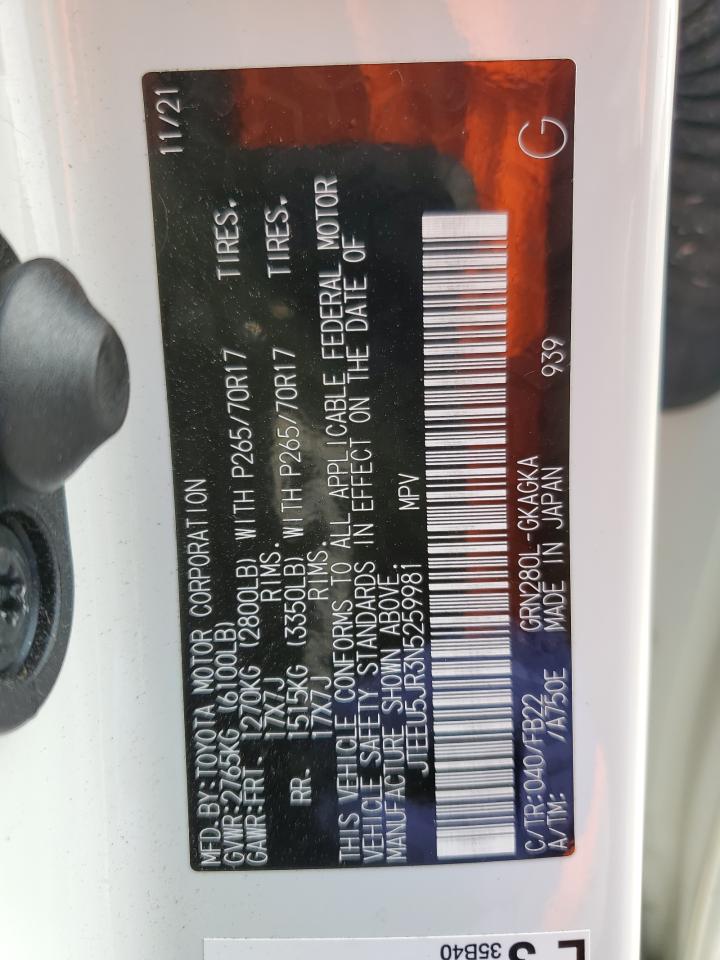 MFD. BY:TOYOTA MOTOR CORPORATION 11/21
GVWR:2765KG (6100LB)
GAWR:FRT. 1270KG (2800LB) WITH P265/70R17 TIRES,
17X7J RIMS.
RR. 1515KG (3350LB) WITH P265/70R17 TIRES,
17X7J RIMS.
THIS VEHICLE CONFORMS TO ALL APPLICABLE FEDERAL MOTOR
VEHICLE SAFETY STANDARDS IN EFFECT ON THE DATE OF
MANUFACTURE SHOWN ABOVE.
JTEEU5JR3N5259981 MPV
C/TR:040/FB22 GRN280L-GKAGKA 939 G
A/TM: /A750E MADE IN JAPAN
35B40